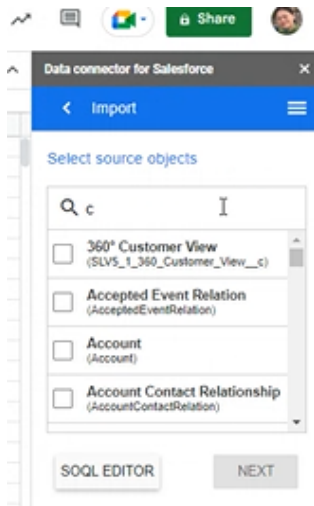 Share
Data connector for Salesforce
Import
Select source objects
c
360° Customer View
(SLV5_1_360_Customer_View__c)
Accepted Event Relation
(AcceptedEventRelation)
Account
(Account)
Account Contact Relationship
(AccountContactRelation)
SOQL EDITOR
NEXT